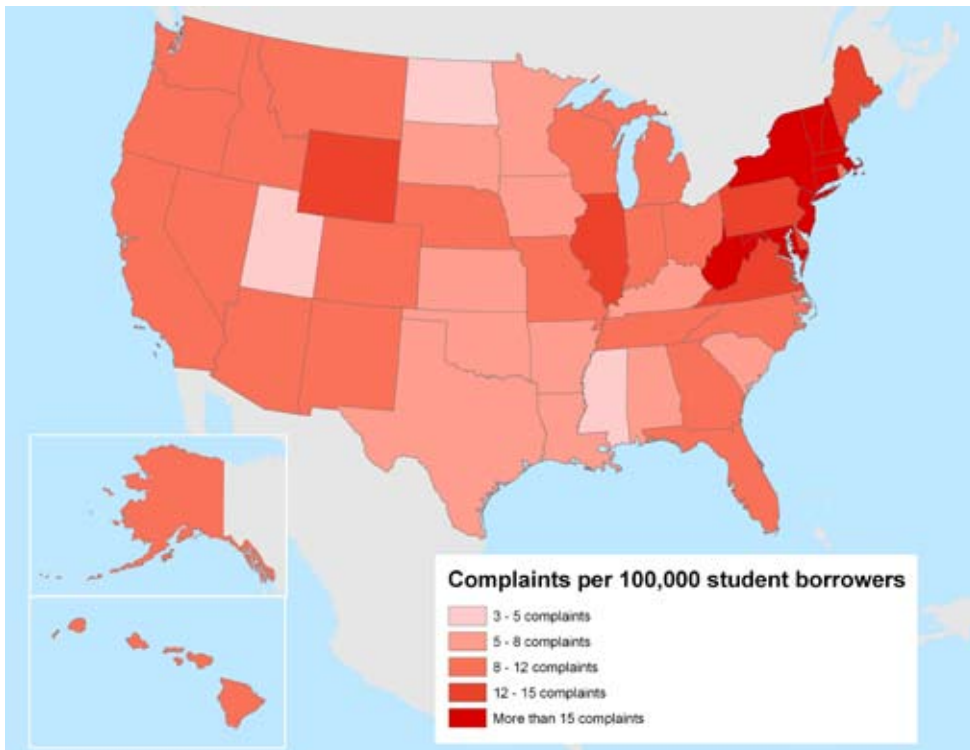 Complaints per 100,000 student borrowers
3 - 5 complaints
5 - 8 complaints
8 - 12 complaints
12 - 15 complaints
More than 15 complaints